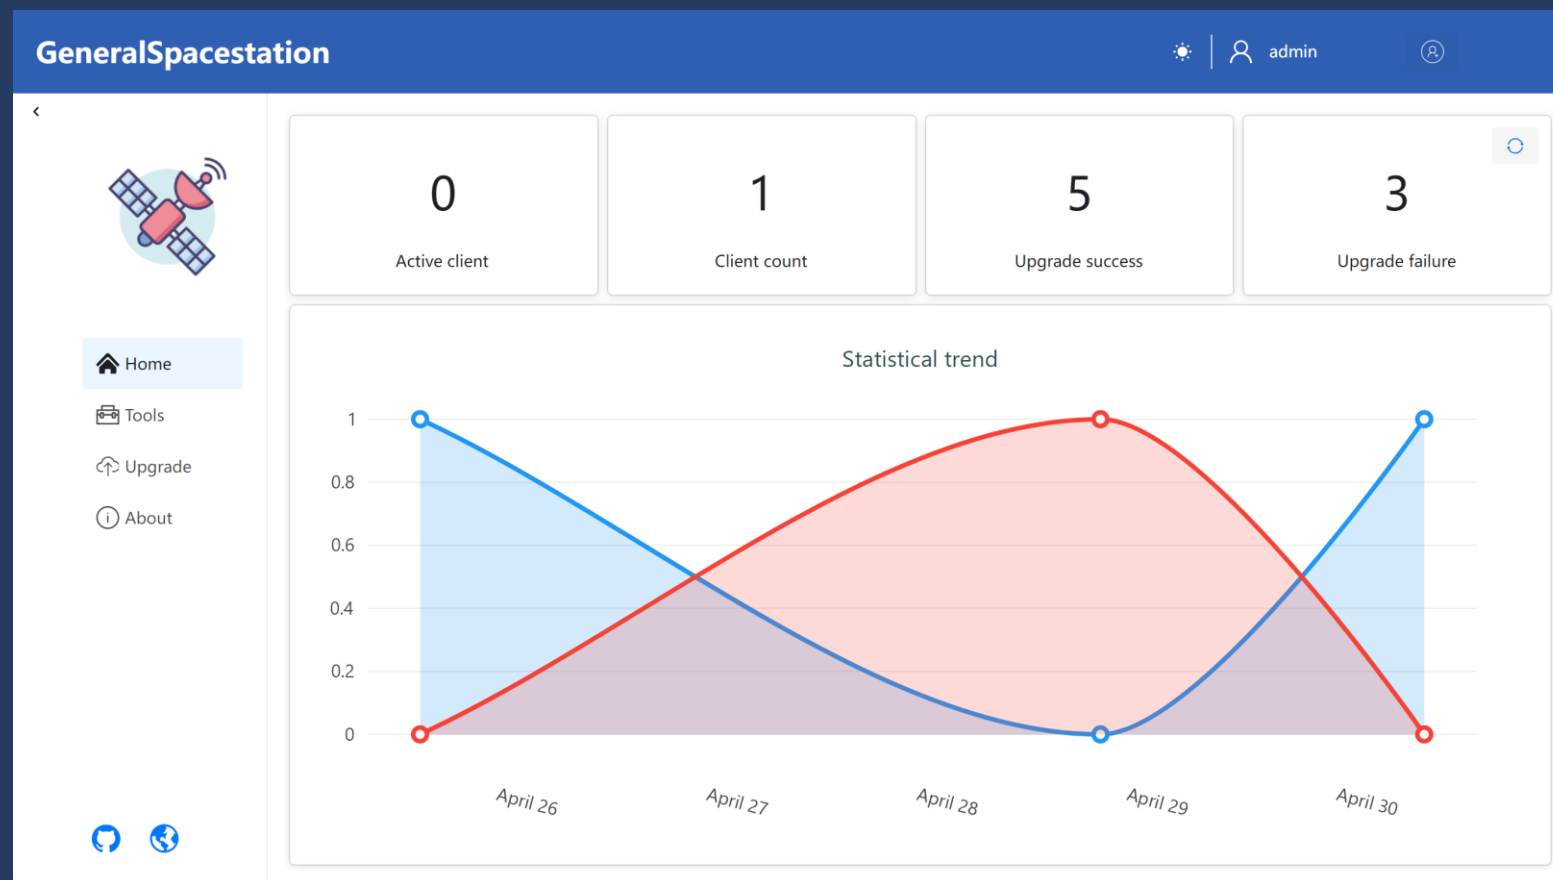 GeneralSpacestation
admin
0
Active client
1
Client count
5
Upgrade success
3
Upgrade failure
Home
Tools
Upgrade
About
Statistical trend
1
0.8
0.6
0.4
0.2
0
April 26
April 27
April 28
April 29
April 30